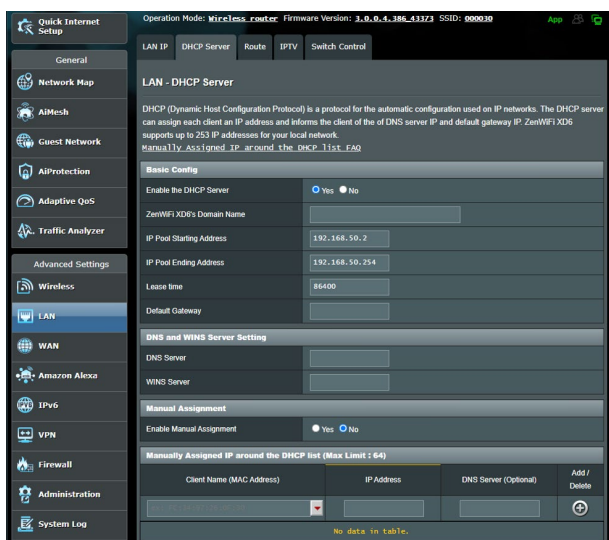 Quick Internet
Setup
General
Network Map
AiMesh
Guest Network
AiProtection
Adaptive QoS
Traffic Analyzer
Advanced Settings
Wireless
LAN
WAN
Amazon Alexa
IPv6
VPN
Firewall
Administration
System Log
Operation Mode: Wireless router Firmware Version: 3.0.0.4.386_43373 SSID: 000030
App
LAN IP DHCP Server Route IPTV Switch Control
LAN - DHCP Server
DHCP (Dynamic Host Configuration Protocol) is a protocol for the automatic configuration used on IP networks. The DHCP server
can assign each client an IP address and informs the client of the of DNS server IP and default gateway IP. ZenWiFi XD6
supports up to 253 IP addresses for your local network.
Manually Assigned IP around the DHCP list FAQ
Basic Config
Enable the DHCP Server Yes No
ZenWiFi XD6's Domain Name
IP Pool Starting Address 192.168.50.2
IP Pool Ending Address 192.168.50.254
Lease time 86400
Default Gateway
DNS and WINS Server Setting
DNS Server
WINS Server
Manual Assignment
Enable Manual Assignment Yes No
Manually Assigned IP around the DHCP list (Max Limit : 64)
Client Name (MAC Address) IP Address DNS Server (Optional) Add / Delete
No data in table.